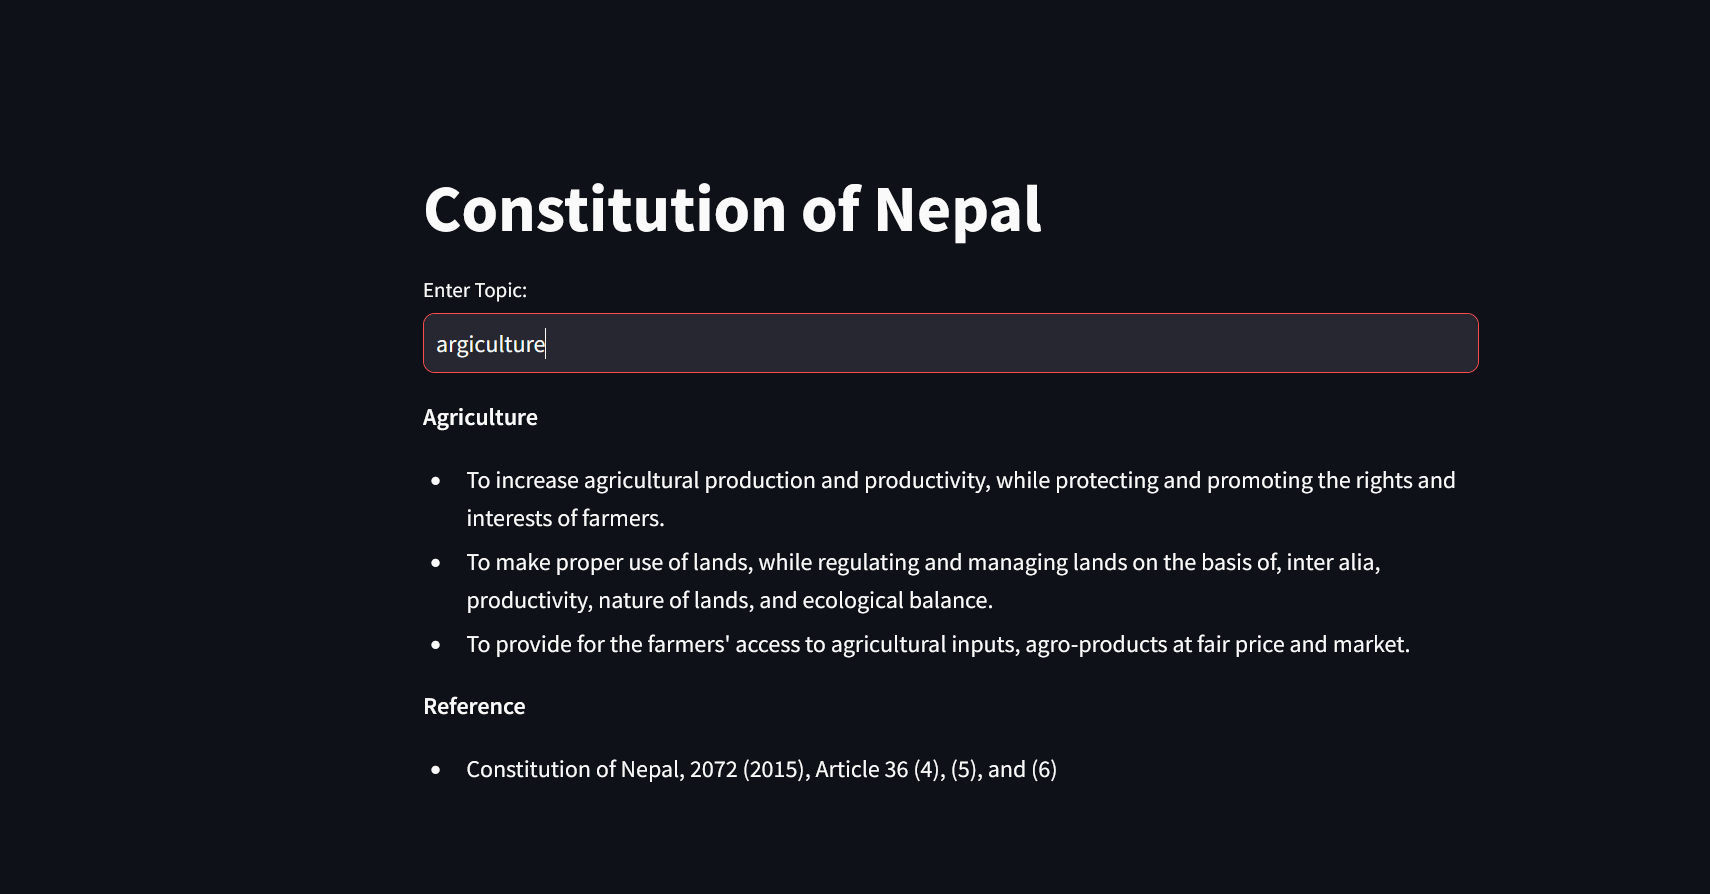 Constitution of Nepal
Enter Topic:
argiculture
Agriculture
• To increase agricultural production and productivity, while protecting and promoting the rights and
interests of farmers.
• To make proper use of lands, while regulating and managing lands on the basis of, inter alia,
productivity, nature of lands, and ecological balance.
• To provide for the farmers' access to agricultural inputs, agro-products at fair price and market.
Reference
• Constitution of Nepal, 2072 (2015), Article 36 (4), (5), and (6)